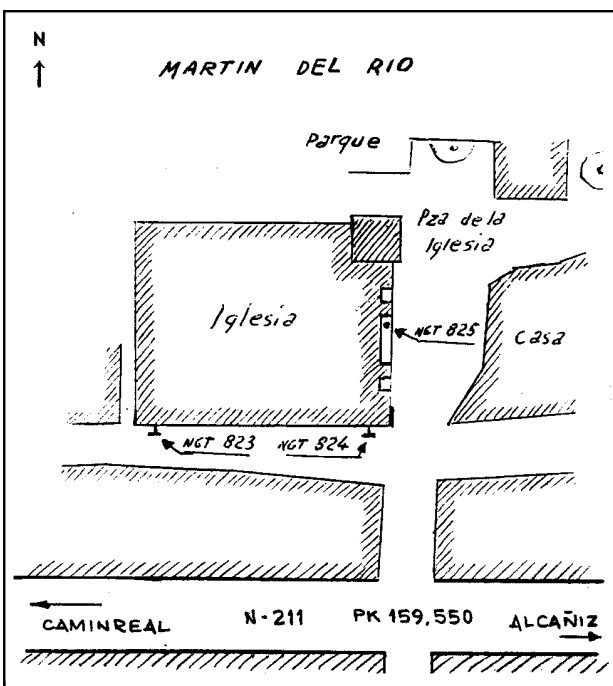 N
MARTIN DEL RIO
Parque
Pza de la
Iglesia
Iglesia
NGT 825
Casa
NGT 823
NGT 824
N-211
PK 159,550
CAMINREAL
ALCAÑIZ